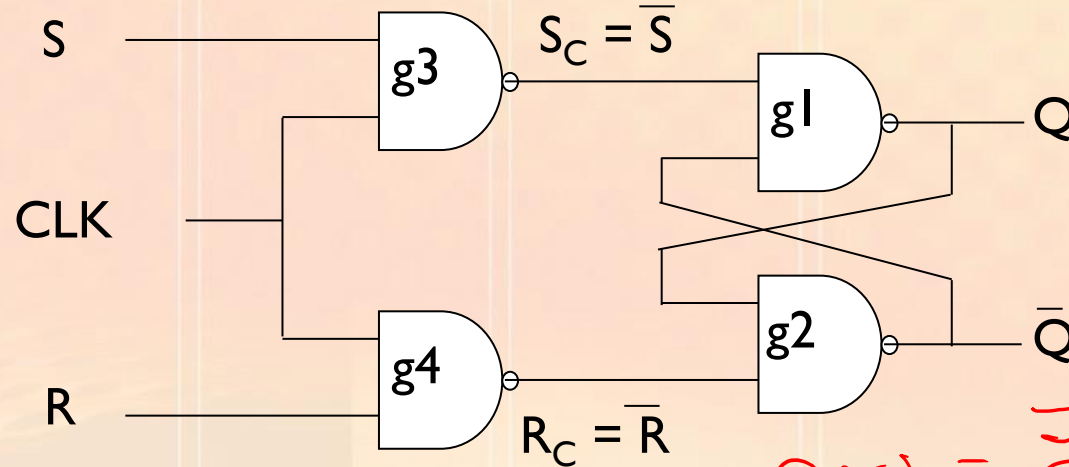 S
S_C = S̅
g3
g1
Q
CLK
g4
g2
Q̅
R
R_C = R̅